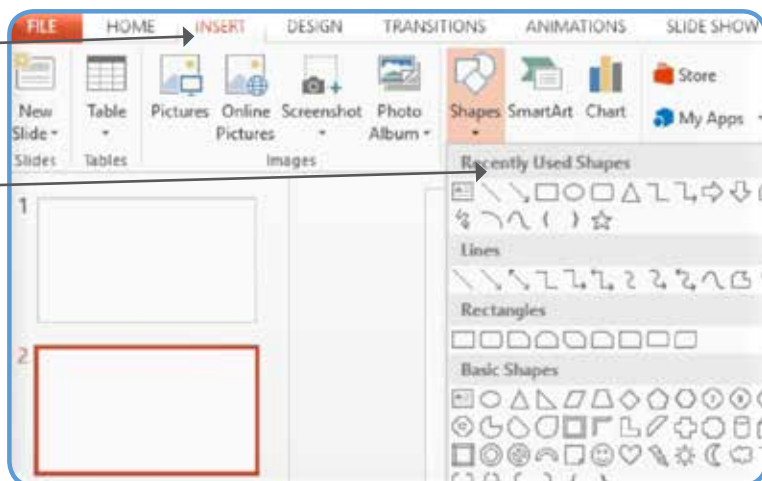 FILE HOME INSERT DESIGN TRANSITIONS ANIMATIONS SLIDE SHOW
New Slide Table Pictures Online Pictures Screenshot Photo Album Shapes SmartArt Chart Store
My Apps
Slides Tables Images
Recently Used Shapes
1
Lines
Rectangles
2
Basic Shapes